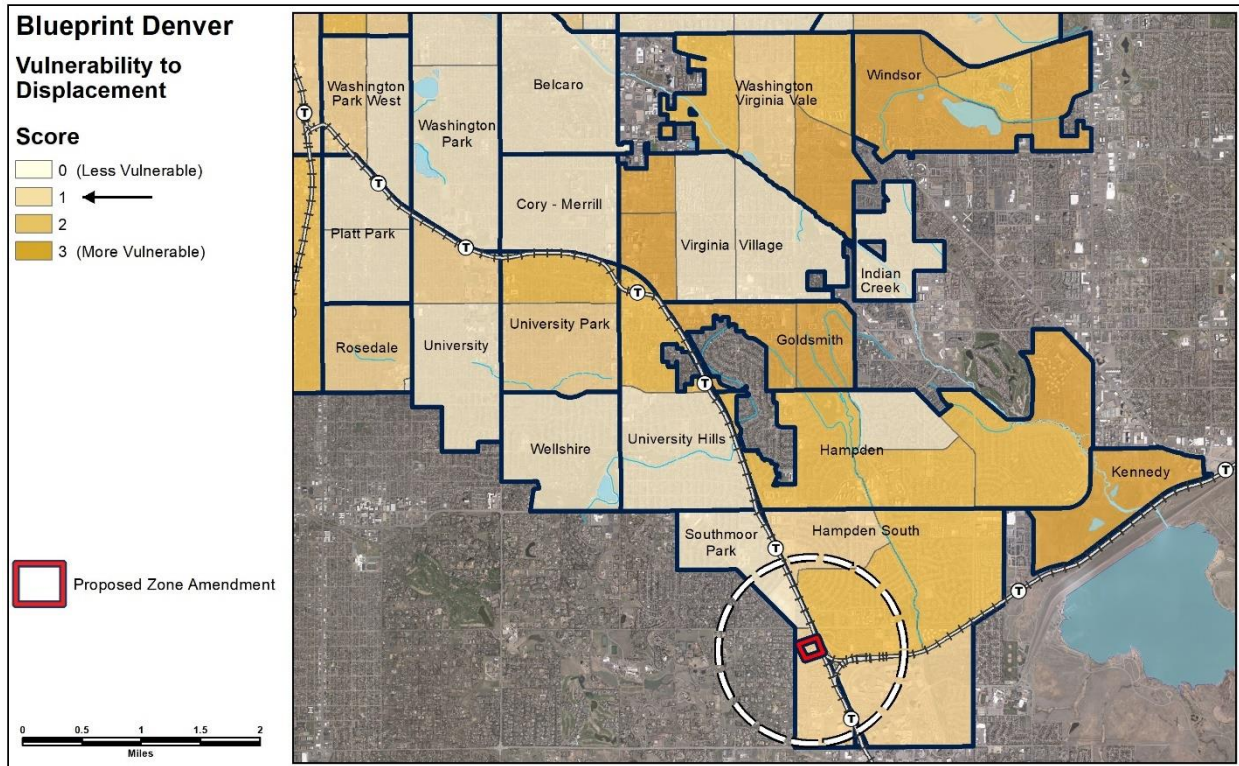 Blueprint Denver
Vulnerability to
Displacement
Score
0 (Less Vulnerable)
1
2
3 (More Vulnerable)
Proposed Zone Amendment
0 0.5 1 1.5 2
Miles
Washington
Park West
Belcaro
Washington
Virginia Vale
Windsor
Washington
Park
T
T
Cory - Merrill
Platt Park
Virginia Village
T
Indian
Creek
T
University Park
Goldsmith
Rosedale
University
T
Wellshire
University Hills
Hampden
Kennedy
T
Southmoor
Park
Hampden South
T
T
T